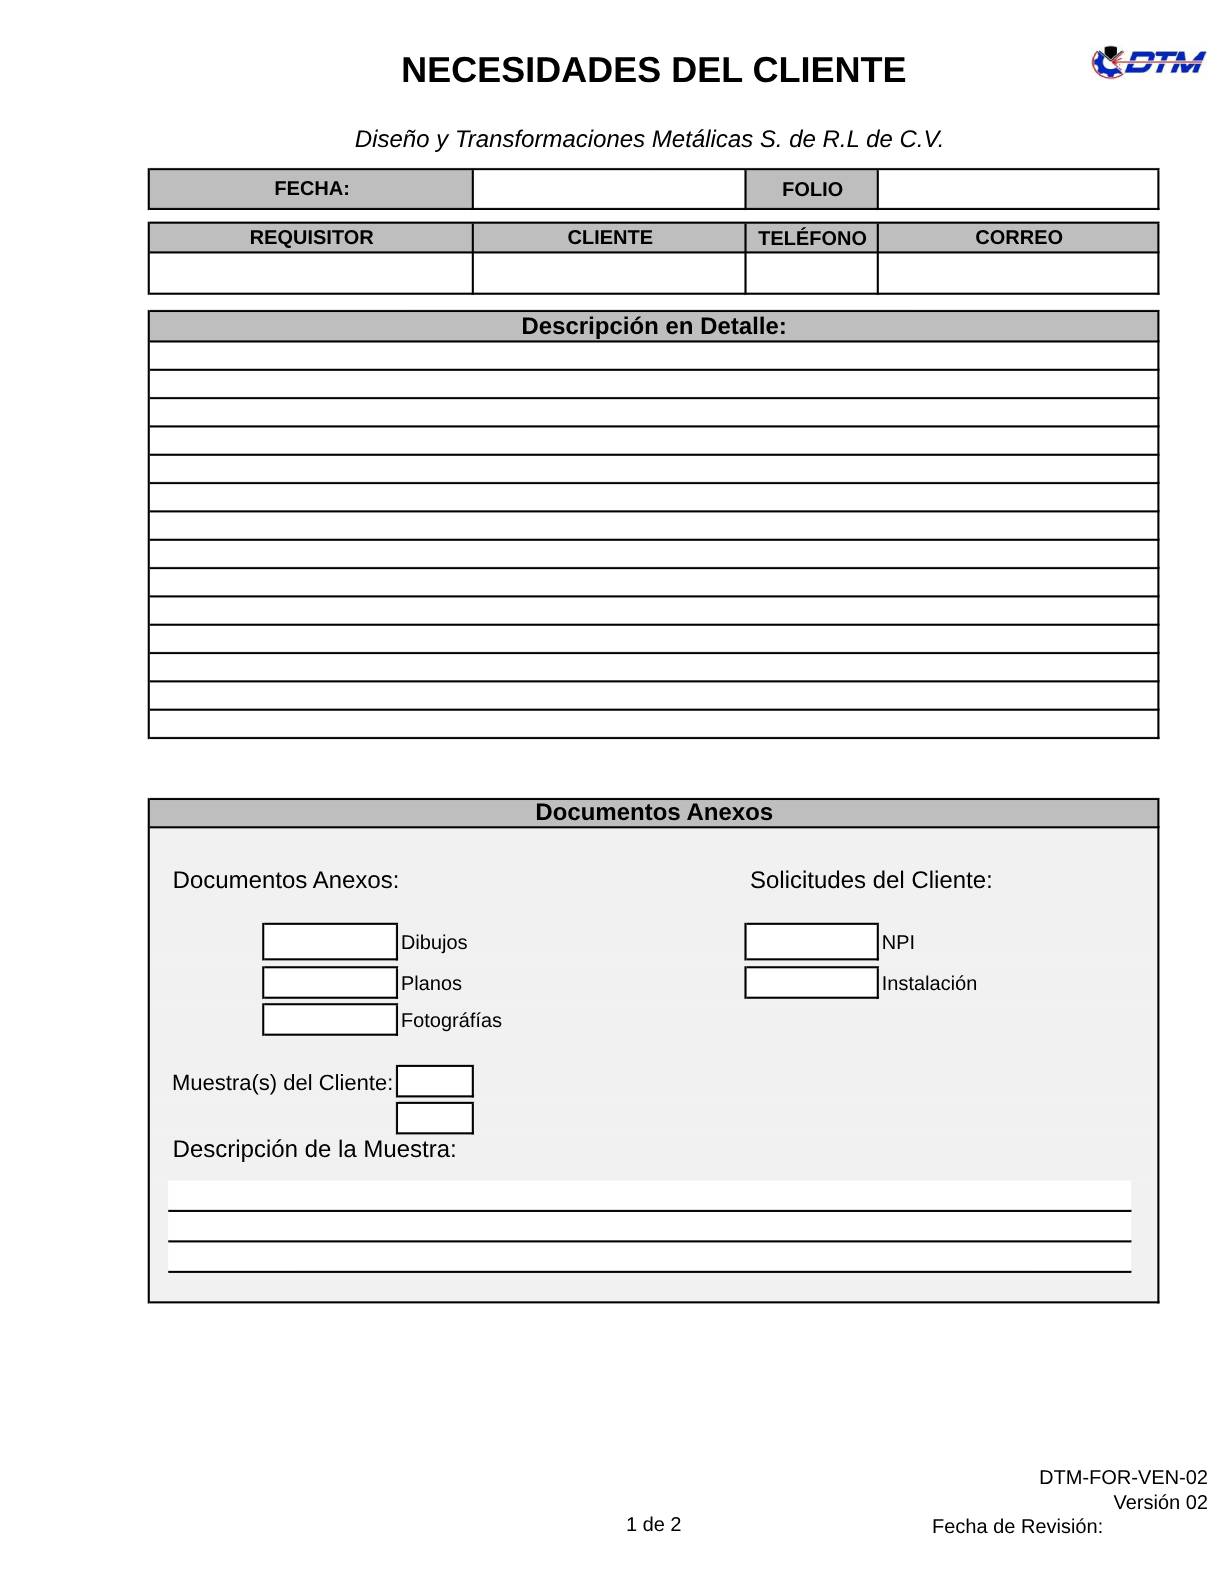 NECESIDADES DEL CLIENTE
DTM
Diseño y Transformaciones Metálicas S. de R.L de C.V.
FECHA: FOLIO
REQUISITOR CLIENTE TELÉFONO CORREO
Descripción en Detalle:
Documentos Anexos
Documentos Anexos: Solicitudes del Cliente:
Dibujos NPI
Planos Instalación
Fotográfías
Muestra(s) del Cliente:
Descripción de la Muestra:
DTM-FOR-VEN-02
Versión 02
1 de 2 Fecha de Revisión: